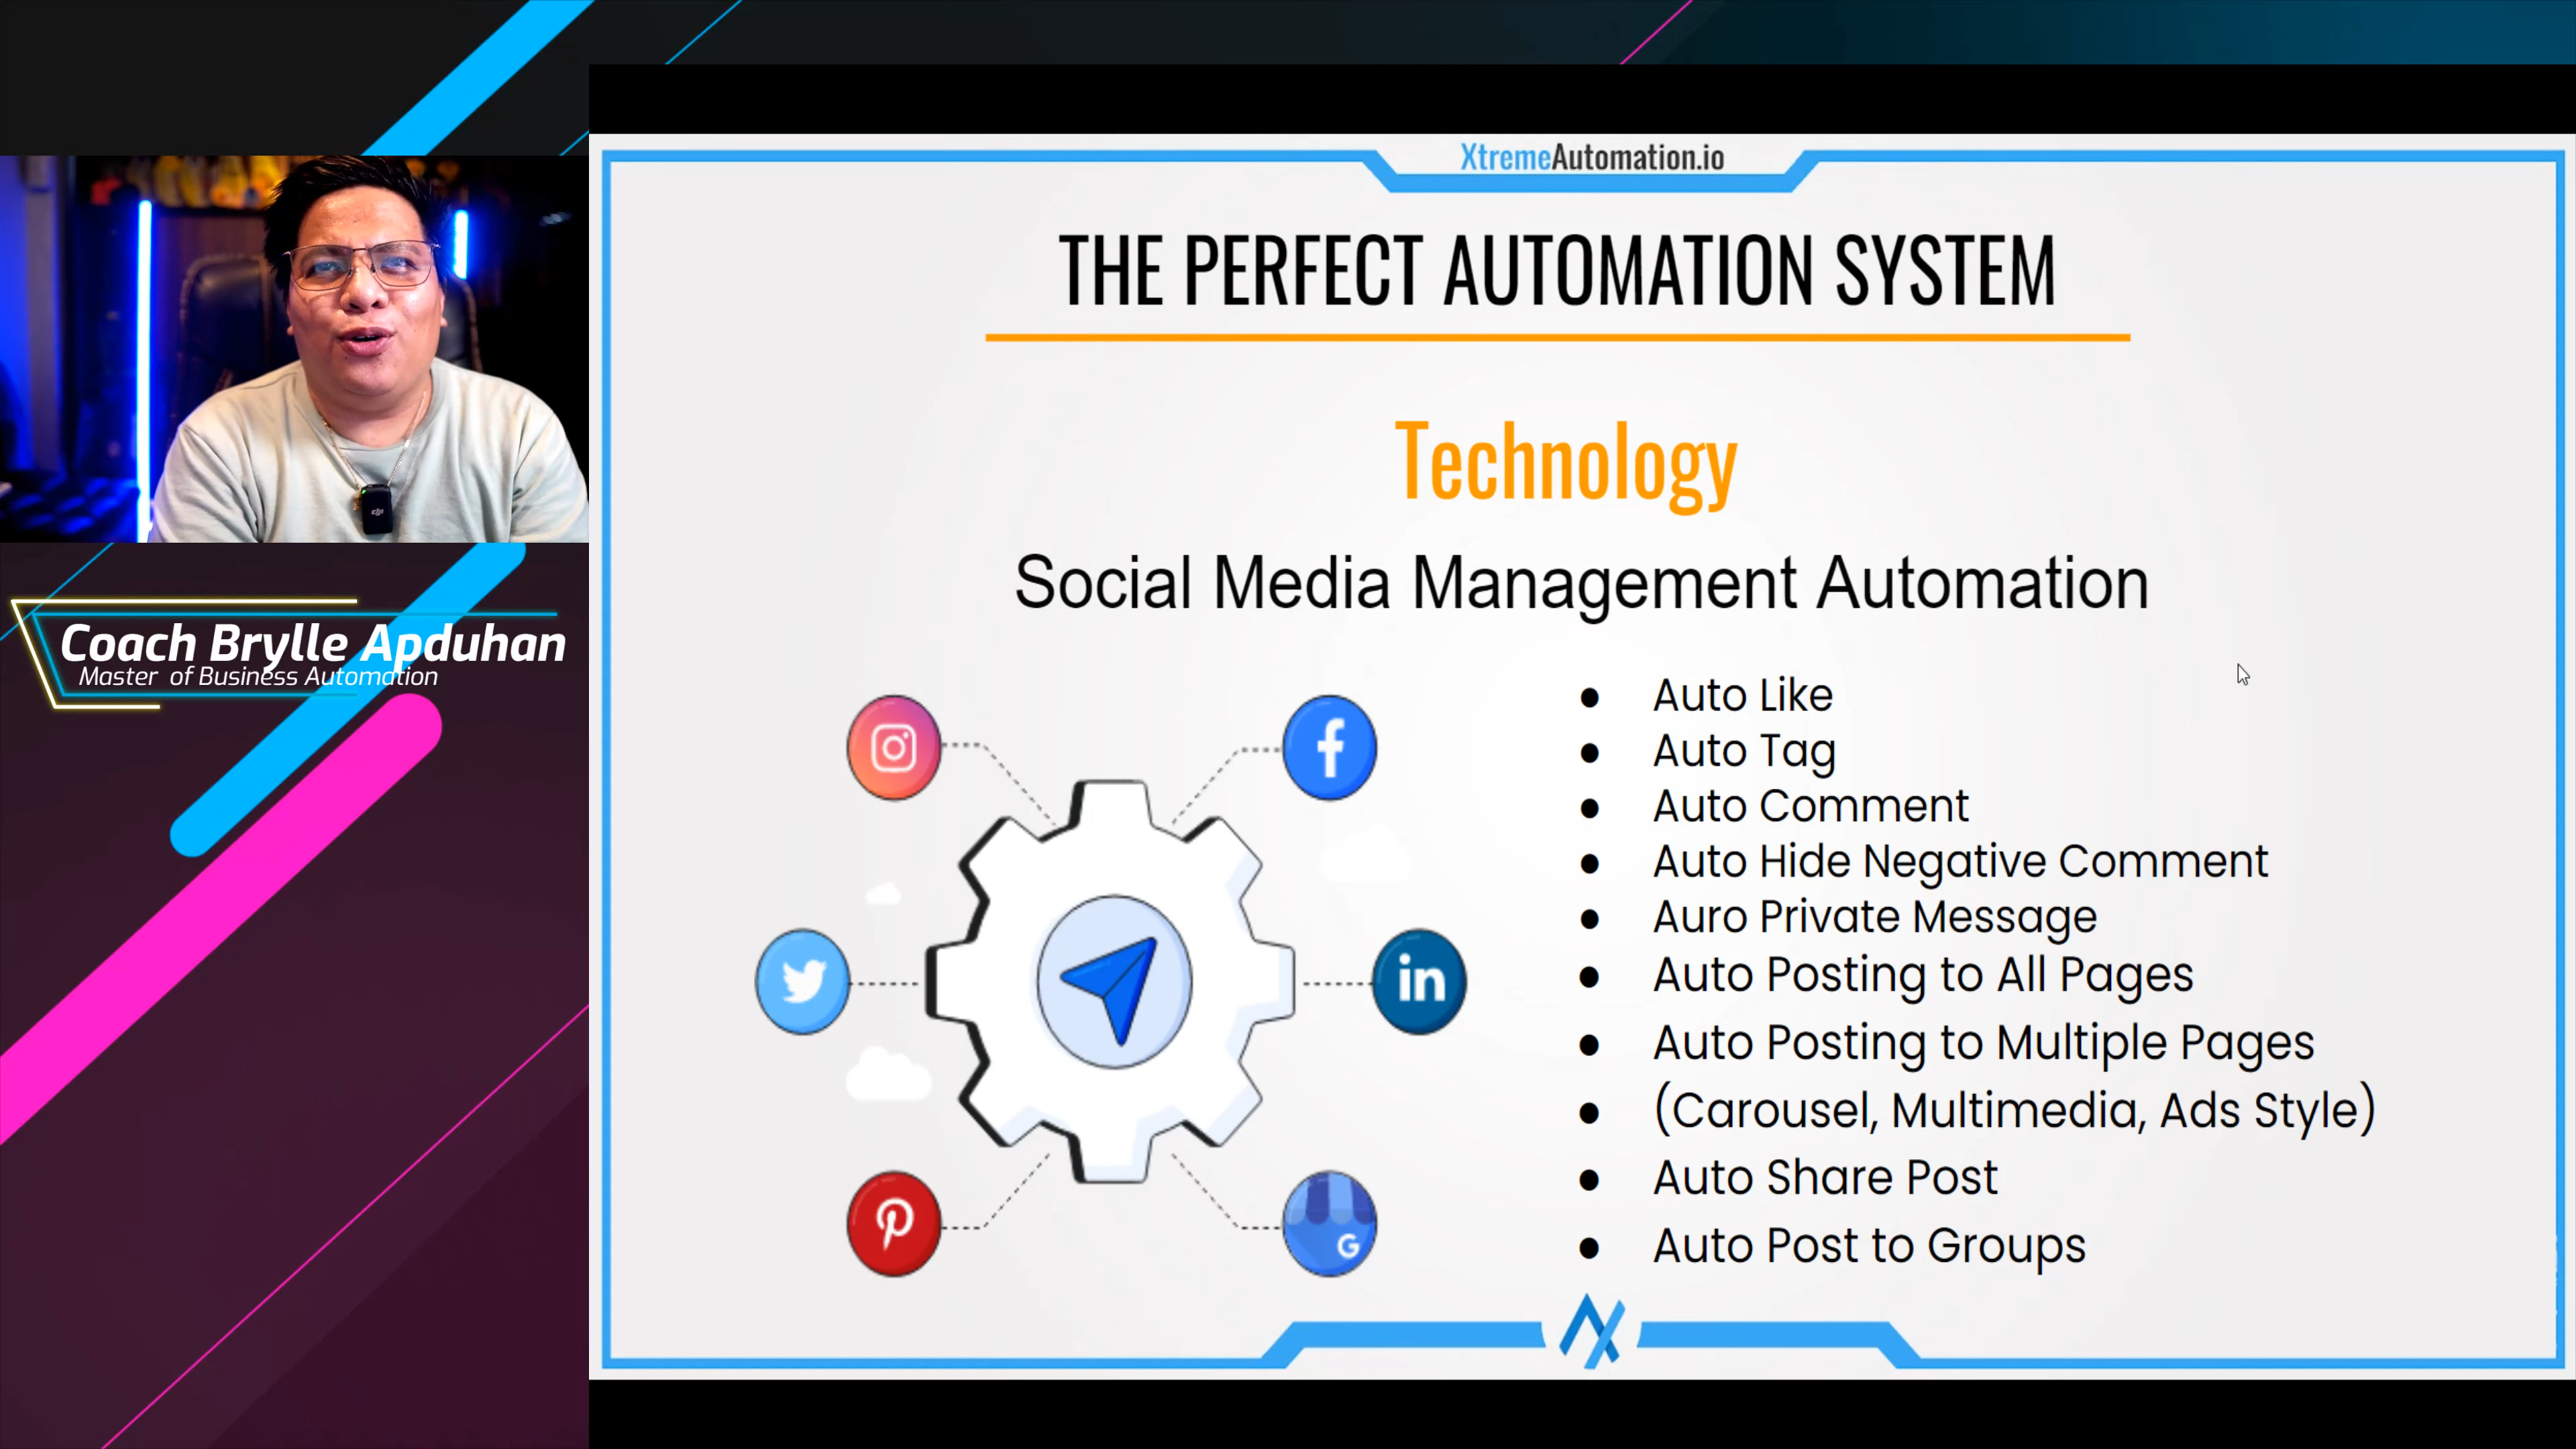 XtremeAutomation.io
THE PERFECT AUTOMATION SYSTEM
Technology
Social Media Management Automation
Coach Brylle Apduhan
Master of Business Automation
● Auto Like
● Auto Tag
● Auto Comment
● Auto Hide Negative Comment
● Auro Private Message
● Auto Posting to All Pages
● Auto Posting to Multiple Pages
● (Carousel, Multimedia, Ads Style)
● Auto Share Post
● Auto Post to Groups
f
in
G
dji